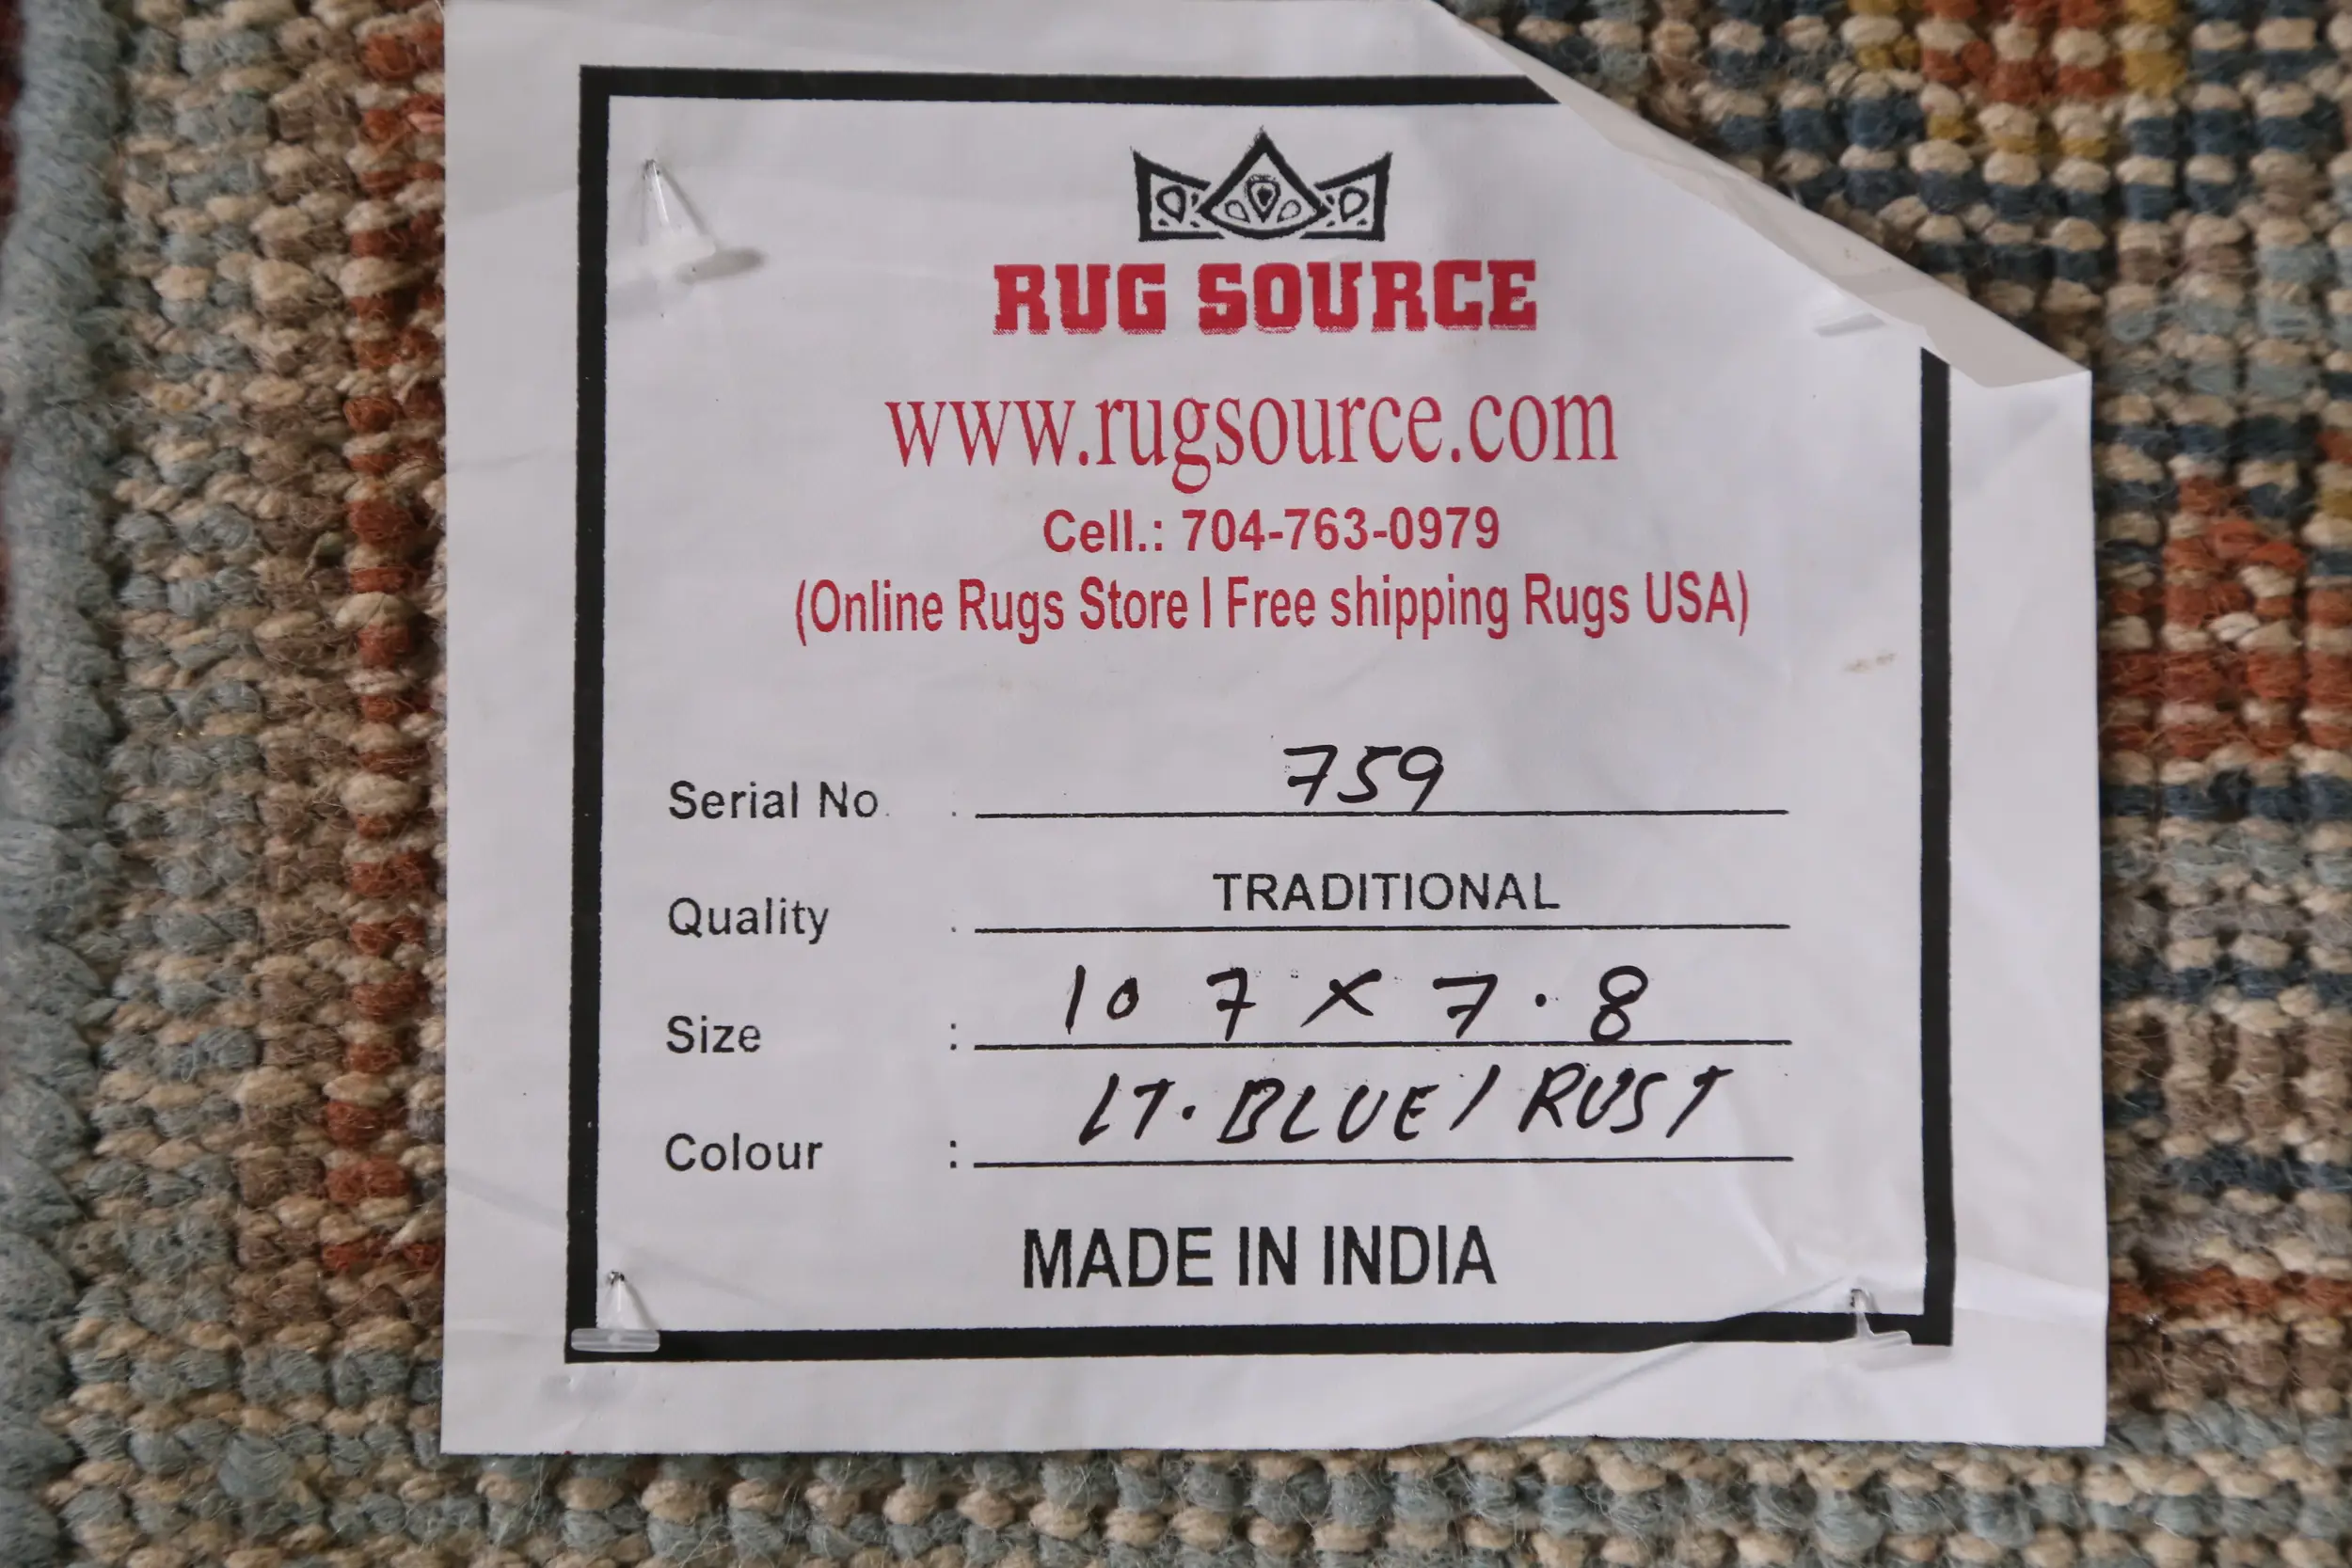 RUG SOURCE
www.rugsource.com
Cell.: 704-763-0979
(Online Rugs Store | Free shipping Rugs USA)
Serial No. : 759
Quality : TRADITIONAL
Size : 10 7 x 7.8
Colour : LT. BLUE / RUST
MADE IN INDIA